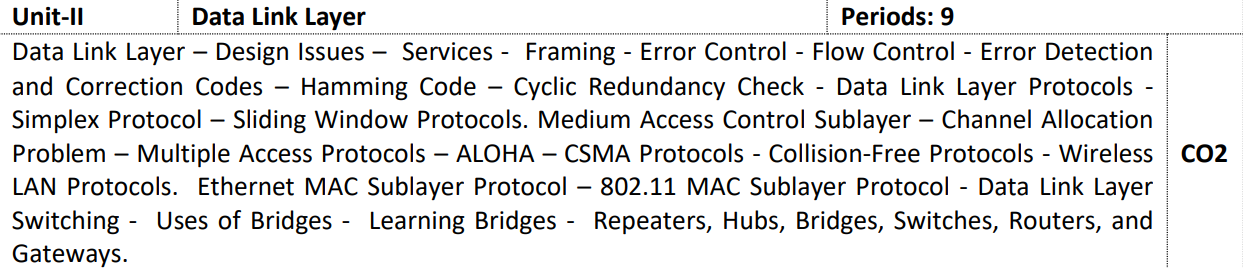 Unit-II Data Link Layer Periods: 9
Data Link Layer – Design Issues – Services - Framing - Error Control - Flow Control - Error Detection
and Correction Codes – Hamming Code – Cyclic Redundancy Check - Data Link Layer Protocols -
Simplex Protocol – Sliding Window Protocols. Medium Access Control Sublayer – Channel Allocation
Problem – Multiple Access Protocols – ALOHA – CSMA Protocols - Collision-Free Protocols - Wireless
CO2
LAN Protocols. Ethernet MAC Sublayer Protocol – 802.11 MAC Sublayer Protocol - Data Link Layer
Switching - Uses of Bridges - Learning Bridges - Repeaters, Hubs, Bridges, Switches, Routers, and
Gateways.